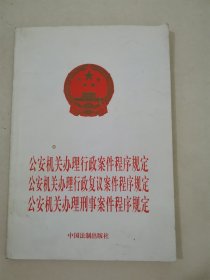 公安机关办理行政案件程序规定
公安机关办理行政复议案件程序规定
公安机关办理刑事案件程序规定
中国法制出版社